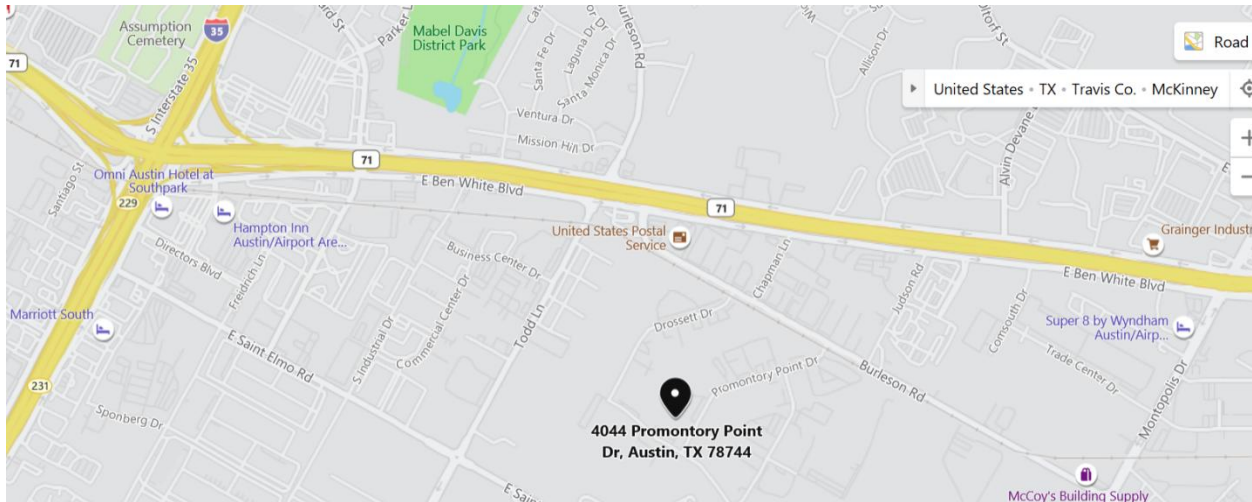 Assumption
Cemetery
35
71
S Interstate 35
Parker L
Mabel Davis
District Park
Santa Fe Dr
Laguna Dr
Santa Monica Dr
Burleson Rd
Allison Dr
Road
United States • TX • Travis Co. • McKinney
Ventura Dr
Mission Hill Dr
Alvin Devane
71
E Ben White Blvd
71
Santiago St
Omni Austin Hotel at
Southpark
229
Hampton Inn
Austin/Airport Are...
United States Postal
Service
Grainger Industr
E Ben White Blvd
Directors Blvd
Freidrich Ln
Business Center Dr
Chapman Ln
Judson Rd
Marriott South
S Industrial Dr
Commercial Center Dr
Todd Ln
Drossett Dr
Comsouth Dr
Super 8 by Wyndham
Austin/Airp...
E Saint Elmo Rd
Promontory Point Dr
Burleson Rd
Trade Center Dr
Montopolis Dr
231
Sponberg Dr
4044 Promontory Point
Dr, Austin, TX 78744
E Sain
McCoy's Building Supply